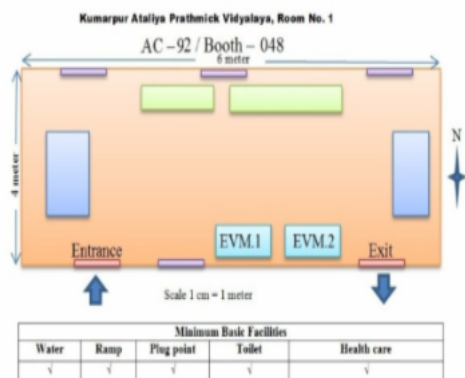 Kumarpur Ataliya Prathmick Vidyalaya, Room No. 1
AC –92 / Booth – 048
6 meter
4 meter
N
EVM.1
EVM.2
Entrance
Exit
Scale 1 cm = 1 meter
Minimum Basic Facilities
Water Ramp Plug point Toilet Health care
√ √ √ √ √